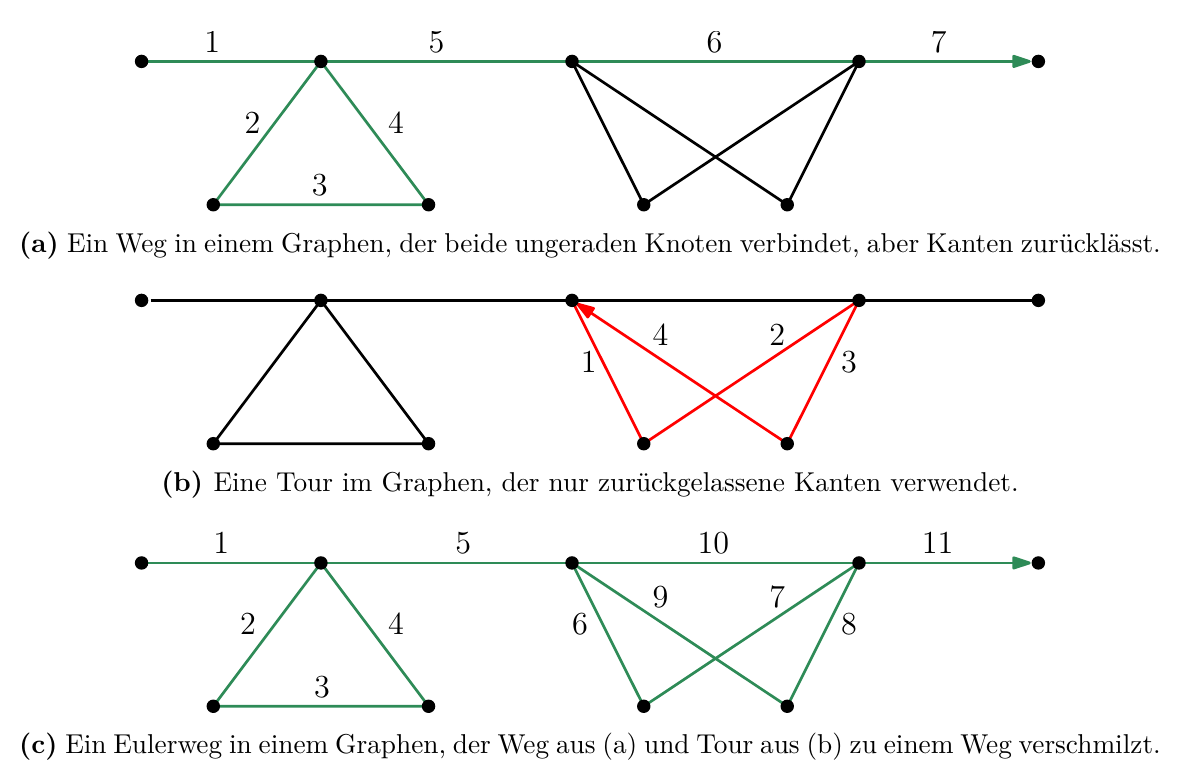 1 5 6 7
2 4
3
(a) Ein Weg in einem Graphen, der beide ungeraden Knoten verbindet, aber Kanten zurücklässt.
4 2
1 3
(b) Eine Tour im Graphen, der nur zurückgelassene Kanten verwendet.
1 5 10 11
9 7
2 4 6 8
3
(c) Ein Eulerweg in einem Graphen, der Weg aus (a) und Tour aus (b) zu einem Weg verschmilzt.